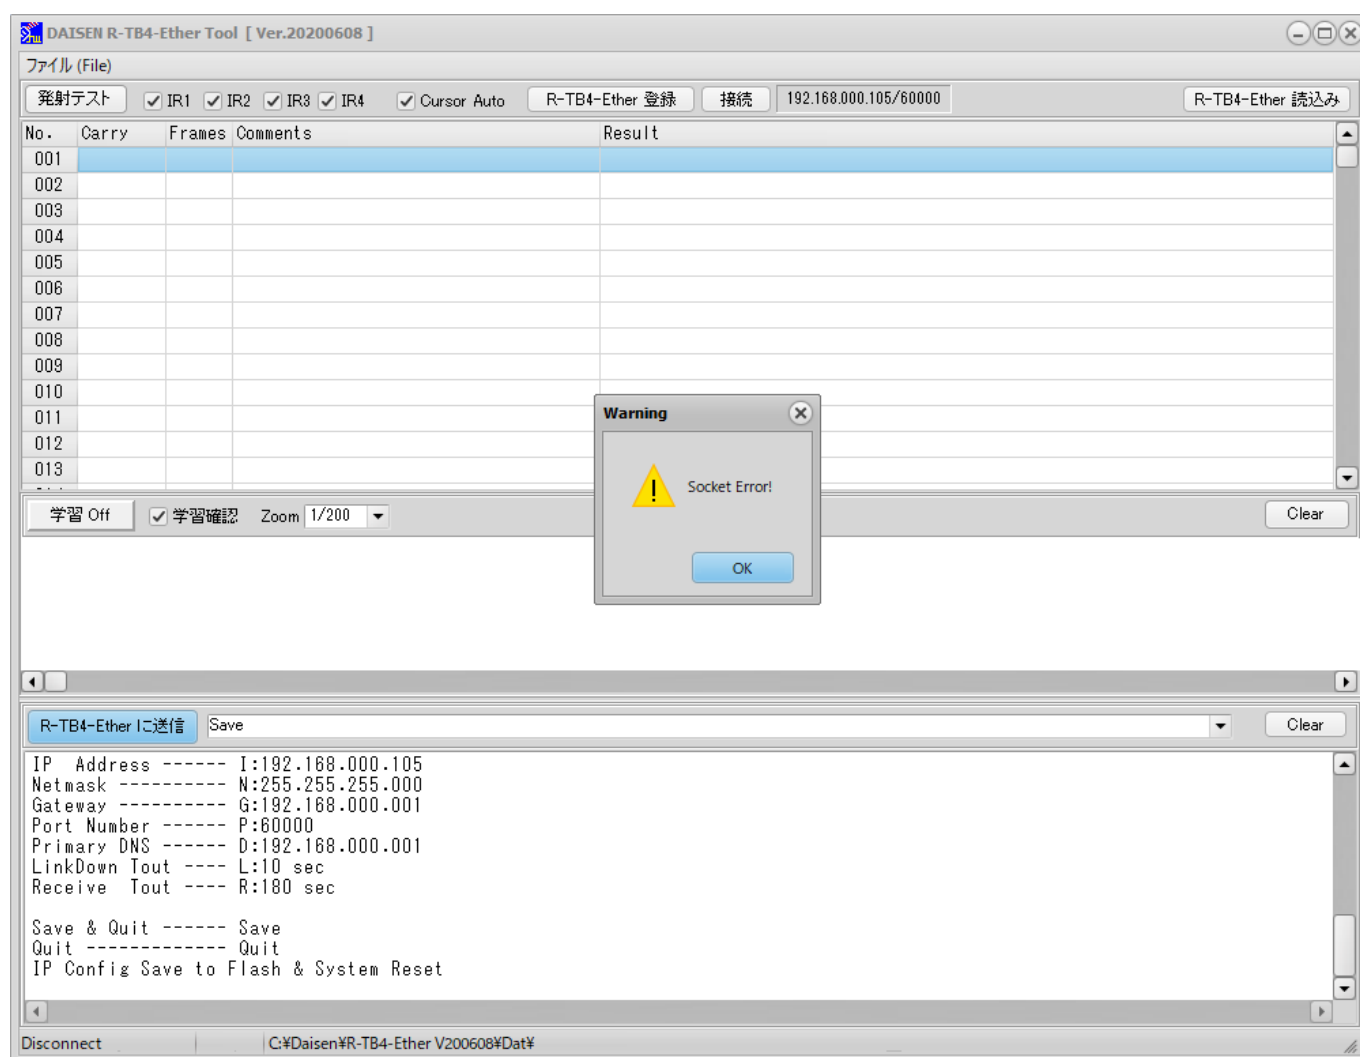 DAISEN R-TB4-Ether Tool [ Ver.20200608 ]
ファイル (File)
発射テスト IR1 IR2 IR3 IR4 Cursor Auto R-TB4-Ether 登録 接続 192.168.000.105/60000 R-TB4-Ether 読込み
No. Carry Frames Comments Result
001
002
003
004
005
006
007
008
009
010
011
012
013
Warning
Socket Error!
OK
学習 Off 学習確認 Zoom 1/200 Clear
R-TB4-Ether に送信 Save Clear
IP Address ------ I:192.168.000.105
Netmask ---------- N:255.255.255.000
Gateway ---------- G:192.168.000.001
Port Number ------ P:60000
Primary DNS ------ D:192.168.000.001
LinkDown Tout ---- L:10 sec
Receive Tout ---- R:180 sec
Save & Quit ------ Save
Quit ------------- Quit
IP Config Save to Flash & System Reset
Disconnect C:¥Daisen¥R-TB4-Ether V200608¥Dat¥